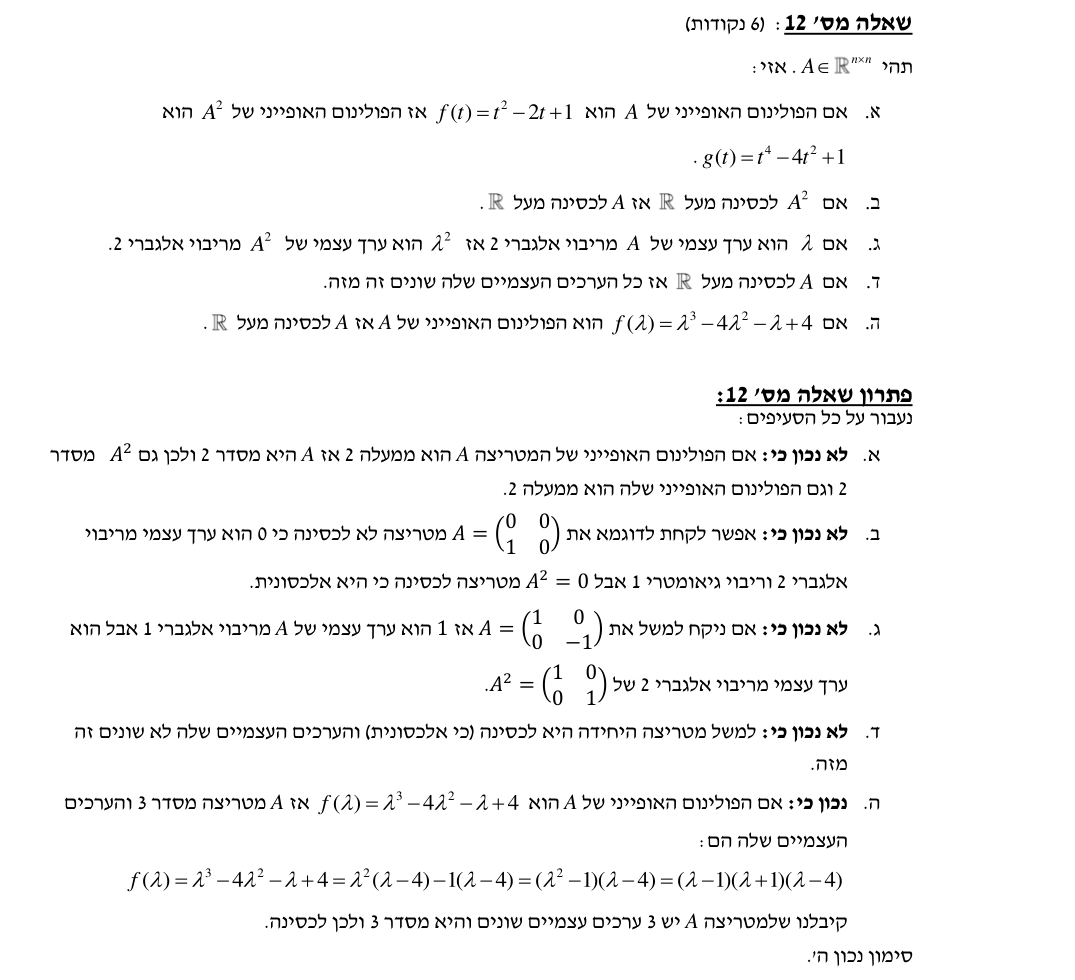 שאלה מס׳ 12 : (6 נקודות)
תהי A ∈ ℝⁿˣⁿ . אזי :
א. אם הפולינום האופייני של A הוא f(t) = t² − 2t + 1 אז הפולינום האופייני של A² הוא
g(t) = t⁴ − 4t² + 1 .
ב. אם A² לכסינה מעל ℝ אז A לכסינה מעל ℝ .
ג. אם λ הוא ערך עצמי של A מריבוי אלגברי 2 אז λ² הוא ערך עצמי של A² מריבוי אלגברי 2.
ד. אם A לכסינה מעל ℝ אז כל הערכים העצמיים שלה שונים זה מזה.
ה. אם f(λ) = λ³ − 4λ² − λ + 4 הוא הפולינום האופייני של A אז A לכסינה מעל ℝ .
פתרון שאלה מס׳ 12:
נעבור על כל הסעיפים :
א. לא נכון כי: אם הפולינום האופייני של המטריצה A הוא ממעלה 2 אז A היא מסדר 2 ולכן גם A² מסדר
2 וגם הפולינום האופייני שלה הוא ממעלה 2.
ב. לא נכון כי: אפשר לקחת לדוגמא את A = (0 0 / 1 0) מטריצה לא לכסינה כי 0 הוא ערך עצמי מריבוי
אלגברי 2 וריבוי גיאומטרי 1 אבל A² = 0 מטריצה לכסינה כי היא אלכסונית.
ג. לא נכון כי: אם ניקח למשל את A = (1 0 / 0 −1) אז 1 הוא ערך עצמי של A מריבוי אלגברי 1 אבל הוא
ערך עצמי מריבוי אלגברי 2 של A² = (1 0 / 0 1).
ד. לא נכון כי: למשל מטריצה היחידה היא לכסינה (כי אלכסונית) והערכים העצמיים שלה לא שונים זה
מזה.
ה. נכון כי: אם הפולינום האופייני של A הוא f(λ) = λ³ − 4λ² − λ + 4 אז A מטריצה מסדר 3 והערכים
העצמיים שלה הם :
f(λ) = λ³ − 4λ² − λ + 4 = λ²(λ − 4) − 1(λ − 4) = (λ² − 1)(λ − 4) = (λ − 1)(λ + 1)(λ − 4)
קיבלנו שלמטריצה A יש 3 ערכים עצמיים שונים והיא מסדר 3 ולכן לכסינה.
סימון נכון ה׳.